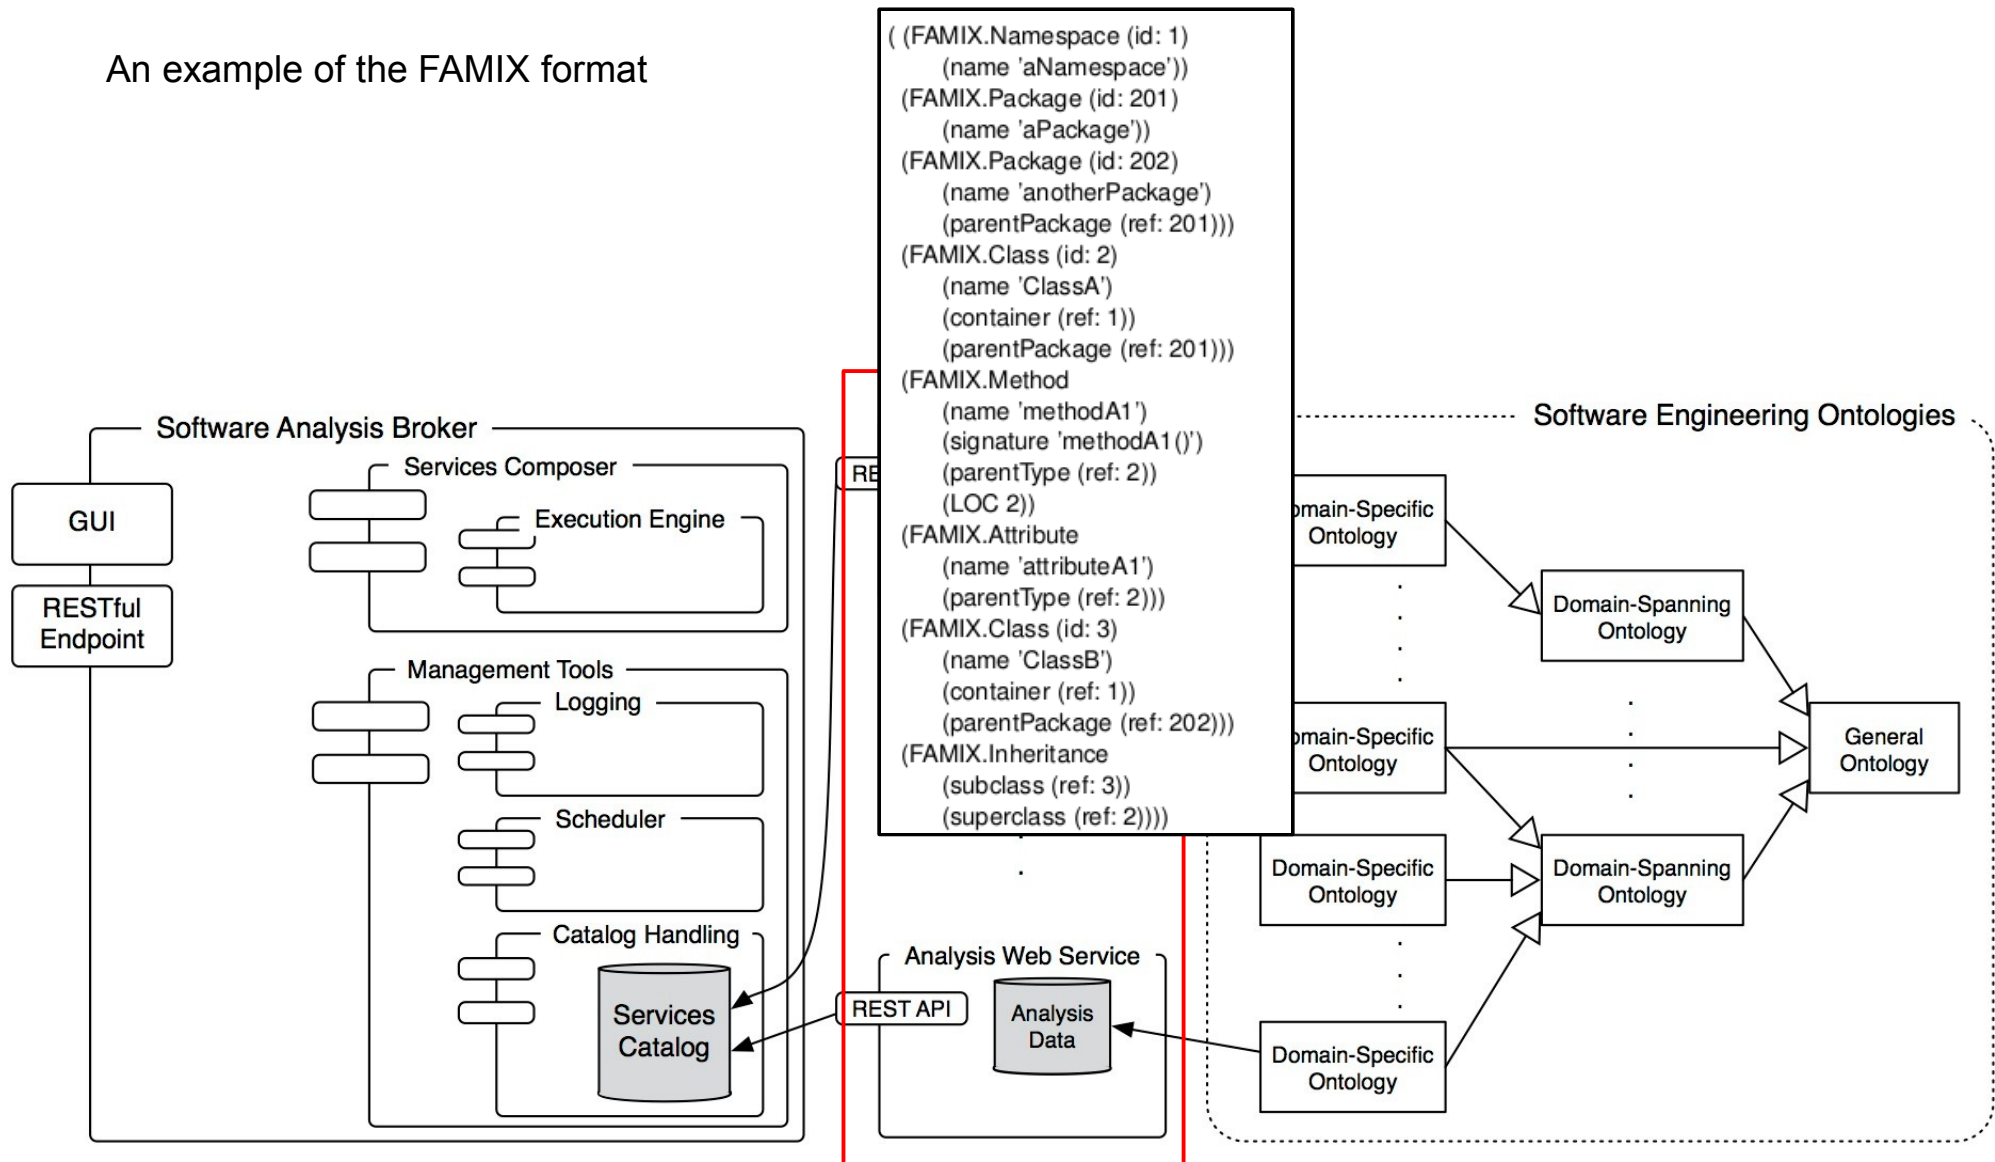 An example of the FAMIX format
( (FAMIX.Namespace (id: 1)
(name 'aNamespace'))
(FAMIX.Package (id: 201)
(name 'aPackage'))
(FAMIX.Package (id: 202)
(name 'anotherPackage')
(parentPackage (ref: 201)))
(FAMIX.Class (id: 2)
(name 'ClassA')
(container (ref: 1))
(parentPackage (ref: 201)))
(FAMIX.Method
(name 'methodA1')
(signature 'methodA1()')
(parentType (ref: 2))
(LOC 2))
(FAMIX.Attribute
(name 'attributeA1')
(parentType (ref: 2)))
(FAMIX.Class (id: 3)
(name 'ClassB')
(container (ref: 1))
(parentPackage (ref: 202)))
(FAMIX.Inheritance
(subclass (ref: 3))
(superclass (ref: 2))))
Software Analysis Broker
GUI
RESTful
Endpoint
Services Composer
Execution Engine
Management Tools
Logging
Scheduler
Catalog Handling
Services
Catalog
Analysis Web Service
REST API
Analysis
Data
Software Engineering Ontologies
Ontology
Domain-Spanning
Ontology
Ontology
General
Ontology
Domain-Specific
Ontology
Domain-Spanning
Ontology
Domain-Specific
Ontology